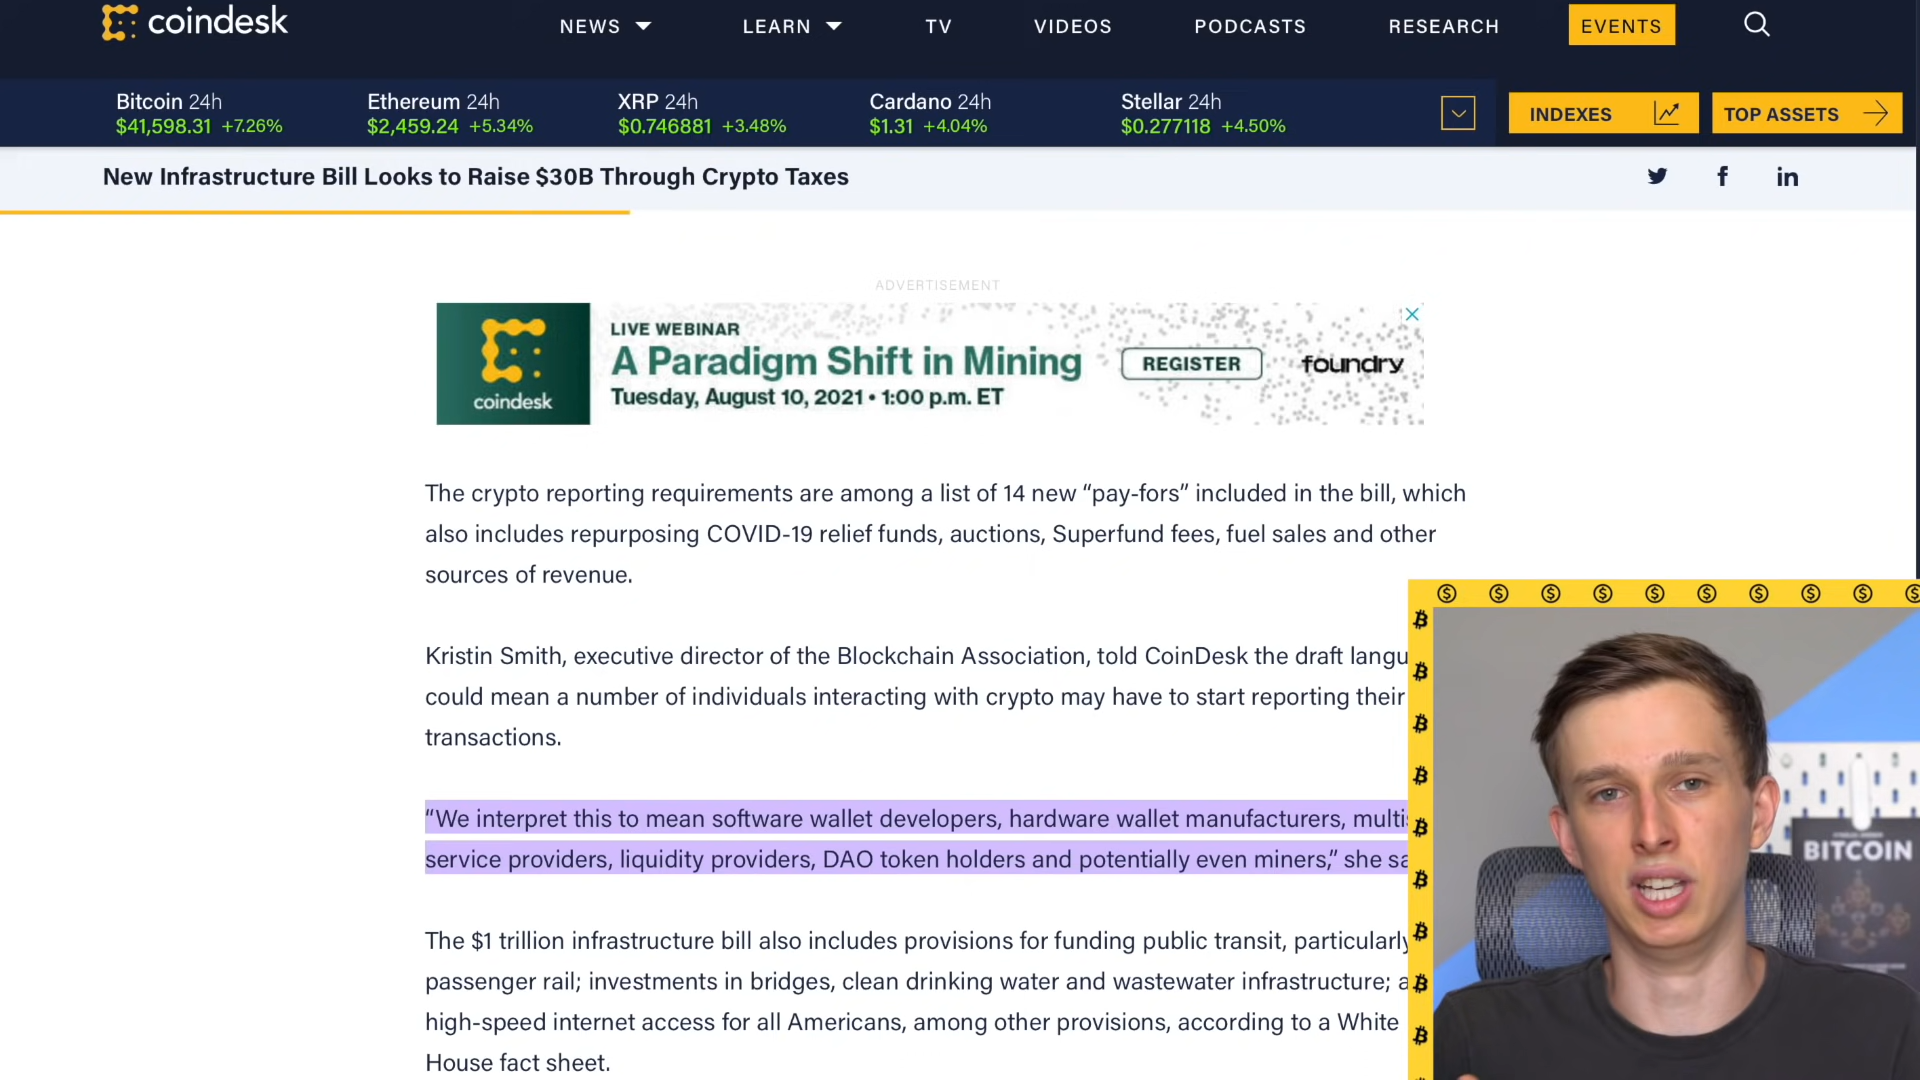 coindesk
NEWS LEARN TV VIDEOS PODCASTS RESEARCH EVENTS
Bitcoin 24h Ethereum 24h XRP 24h Cardano 24h Stellar 24h
$41,598.31 +7.26% $2,459.24 +5.34% $0.746881 +3.48% $1.31 +4.04% $0.277118 +4.50%
INDEXES TOP ASSETS
New Infrastructure Bill Looks to Raise $30B Through Crypto Taxes
ADVERTISEMENT
coindesk
LIVE WEBINAR
A Paradigm Shift in Mining
Tuesday, August 10, 2021 • 1:00 p.m. ET
REGISTER
foundry
The crypto reporting requirements are among a list of 14 new “pay-fors” included in the bill, which
also includes repurposing COVID-19 relief funds, auctions, Superfund fees, fuel sales and other
sources of revenue.
Kristin Smith, executive director of the Blockchain Association, told CoinDesk the draft langu
could mean a number of individuals interacting with crypto may have to start reporting their
transactions.
“We interpret this to mean software wallet developers, hardware wallet manufacturers, multis
service providers, liquidity providers, DAO token holders and potentially even miners,” she sa
The $1 trillion infrastructure bill also includes provisions for funding public transit, particularly
passenger rail; investments in bridges, clean drinking water and wastewater infrastructure; a
high-speed internet access for all Americans, among other provisions, according to a White
House fact sheet.
BITCOIN